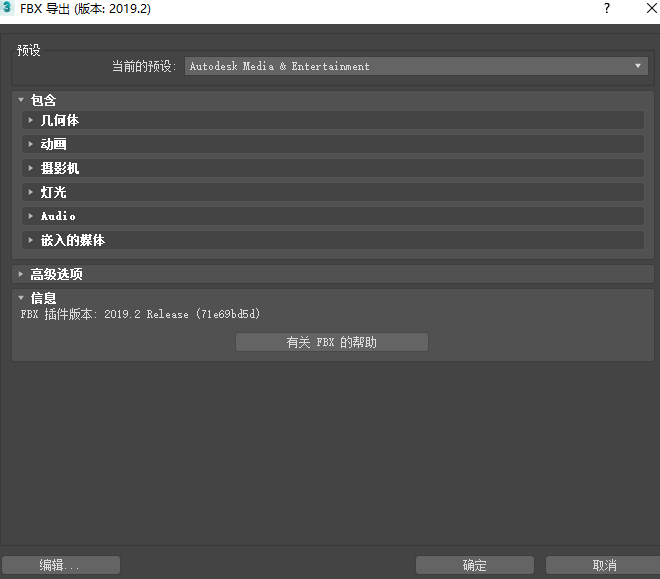 FBX 导出 (版本: 2019.2)
预设
当前的预设: Autodesk Media & Entertainment
包含
几何体
动画
摄影机
灯光
Audio
嵌入的媒体
高级选项
信息
FBX 插件版本: 2019.2 Release (71e69bd5d)
有关 FBX 的帮助
编辑... 确定 取消